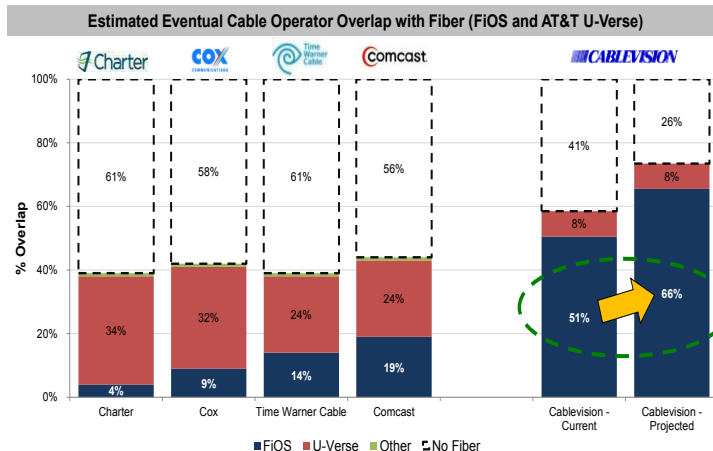 Estimated Eventual Cable Operator Overlap with Fiber (FiOS and AT&T U-Verse)
Charter
COX
COMMUNICATIONS
Time
Warner
Cable
Comcast.
CABLEVISION
% Overlap
100%
80%
60%
40%
20%
0%
61%
34%
4%
58%
32%
9%
61%
24%
14%
56%
24%
19%
41%
8%
51%
26%
8%
66%
Charter
Cox
Time Warner Cable
Comcast
Cablevision -
Current
Cablevision -
Projected
FiOS U-Verse Other No Fiber